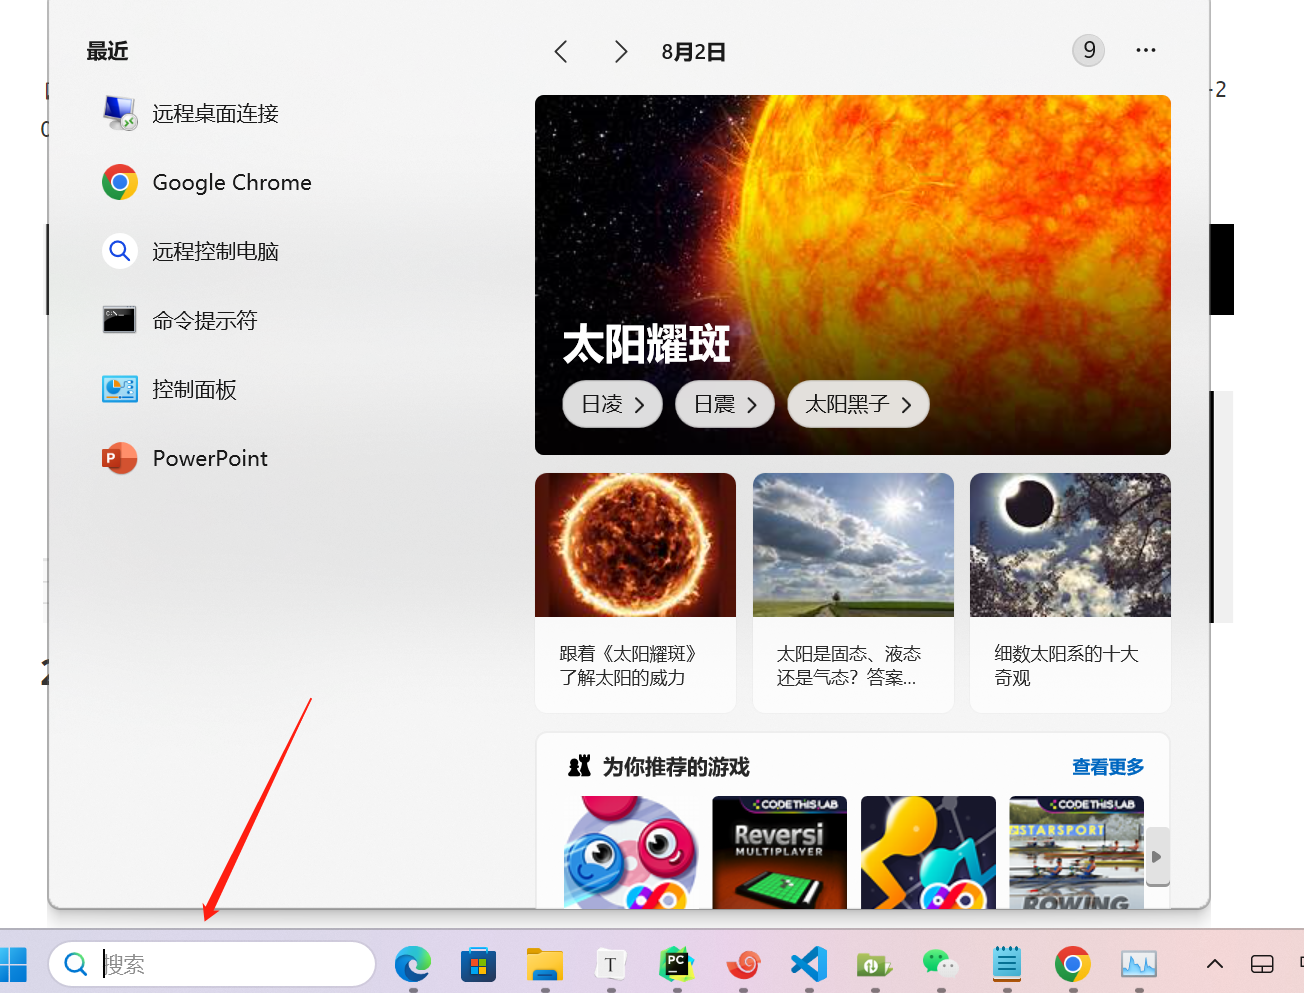 最近
远程桌面连接
Google Chrome
远程控制电脑
命令提示符
控制面板
PowerPoint
8月2日
9
太阳耀斑
日凌
日震
太阳黑子
跟着《太阳耀斑》
了解太阳的威力
太阳是固态、液态
还是气态？答案...
细数太阳系的十大
奇观
为你推荐的游戏
查看更多
CODETHISLAB
Reversi
MULTIPLAYER
CODETHISLAB
STARSPORT
ROWING
-2
2
搜索
T
PC